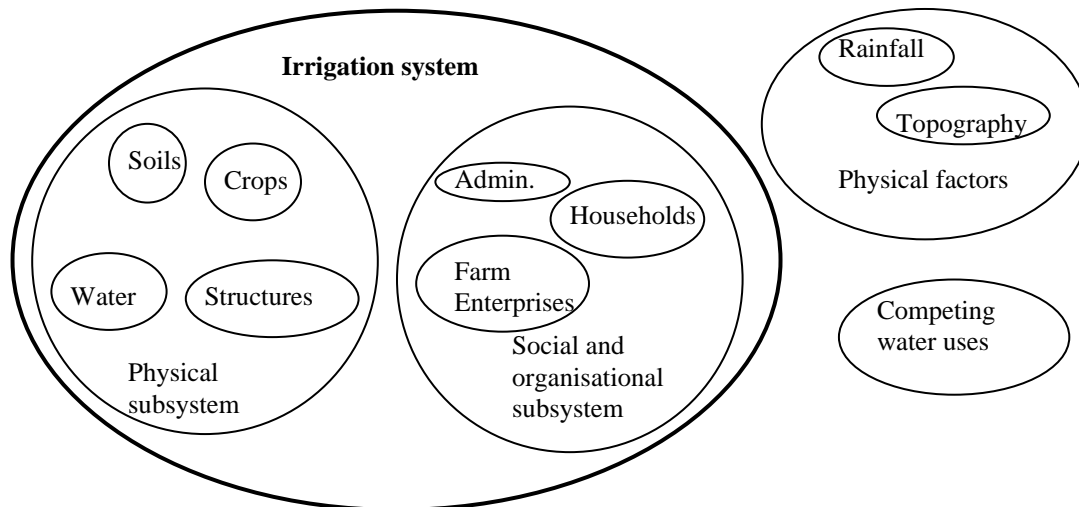 Irrigation system
Soils
Crops
Water
Structures
Physical
subsystem
Admin.
Households
Farm
Enterprises
Social and
organisational
subsystem
Rainfall
Topography
Physical factors
Competing
water uses